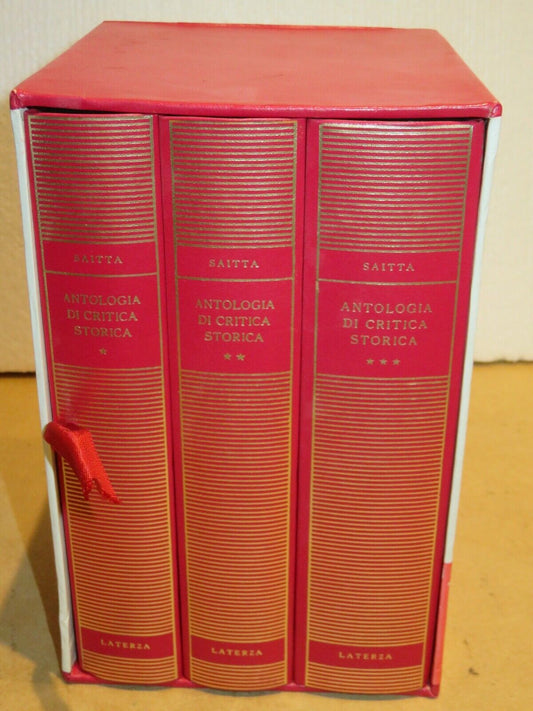 SAITTA
ANTOLOGIA
DI CRITICA
STORICA
*
LATERZA
SAITTA
ANTOLOGIA
DI CRITICA
STORICA
**
LATERZA
SAITTA
ANTOLOGIA
DI CRITICA
STORICA
***
LATERZA